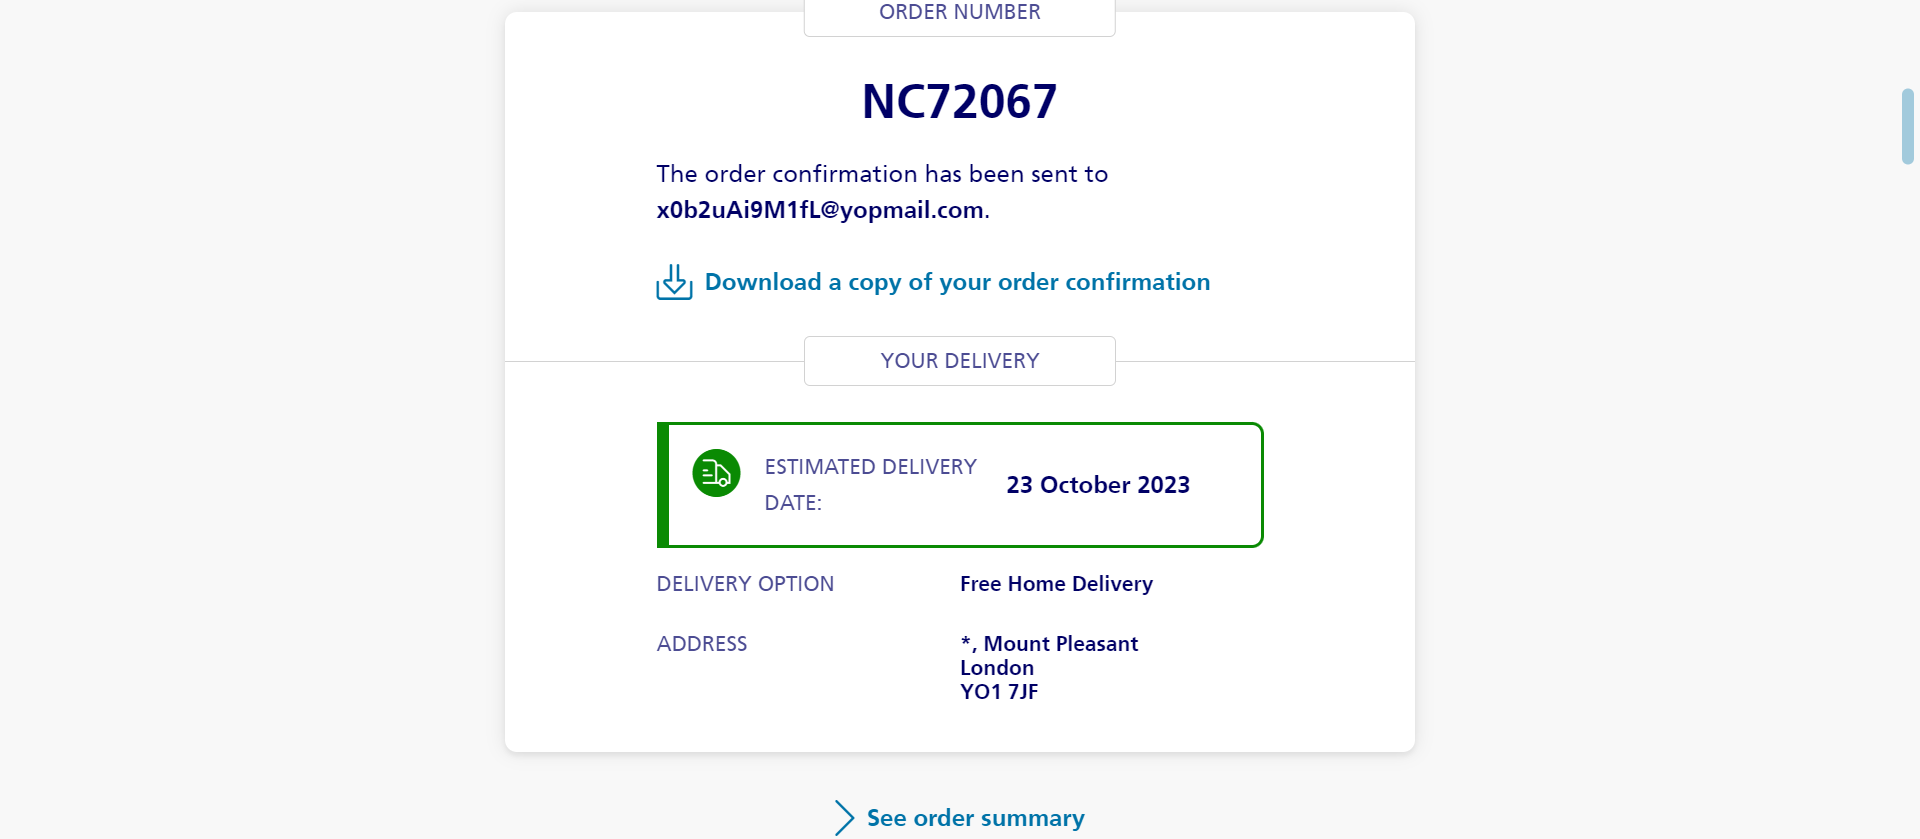 ORDER NUMBER
NC72067
The order confirmation has been sent to
x0b2uAi9M1fL@yopmail.com.
Download a copy of your order confirmation
YOUR DELIVERY
ESTIMATED DELIVERY
DATE:
23 October 2023
DELIVERY OPTION
Free Home Delivery
ADDRESS
*, Mount Pleasant
London
YO1 7JF
See order summary